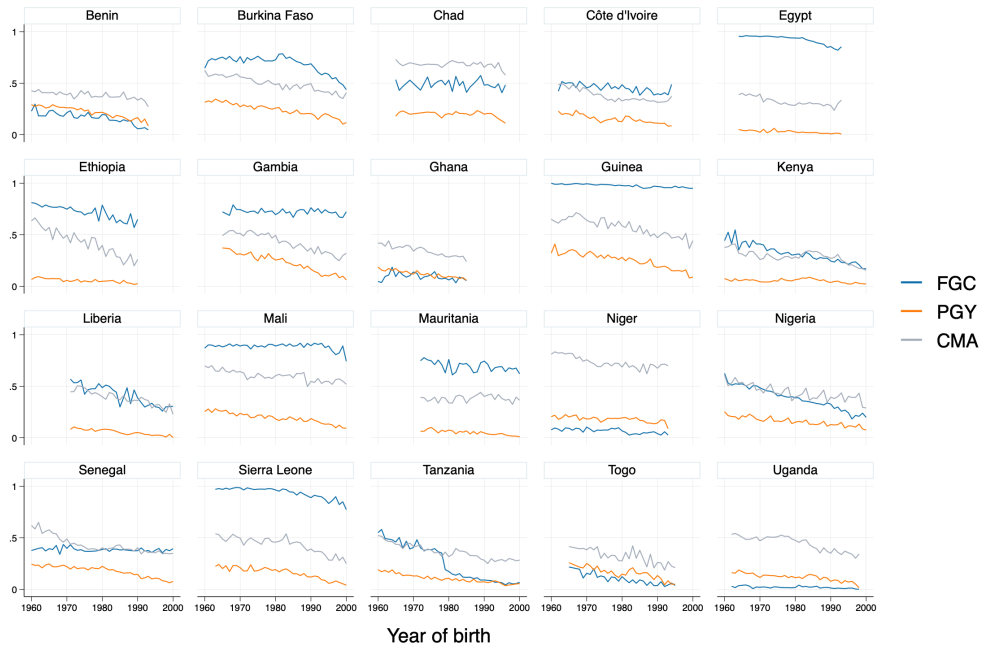 Benin Burkina Faso Chad Côte d'Ivoire Egypt
1
.5
0
Ethiopia Gambia Ghana Guinea Kenya
1
.5
0
FGC
PGY
CMA
Liberia Mali Mauritania Niger Nigeria
1
.5
0
Senegal Sierra Leone Tanzania Togo Uganda
1
.5
0
1960 1970 1980 1990 2000 1960 1970 1980 1990 2000 1960 1970 1980 1990 2000 1960 1970 1980 1990 2000 1960 1970 1980 1990 2000
Year of birth